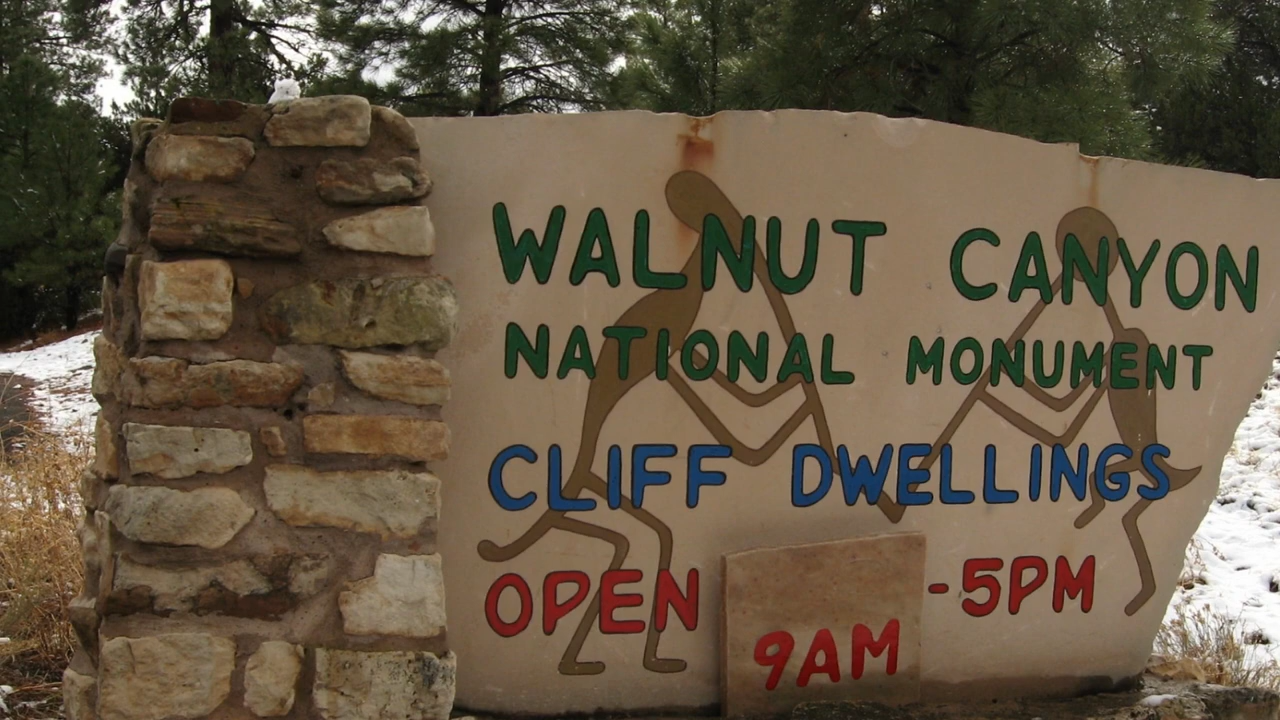 WALNUT CANYON
NATIONAL MONUMENT
CLIFF DWELLINGS
OPEN 9AM -5PM